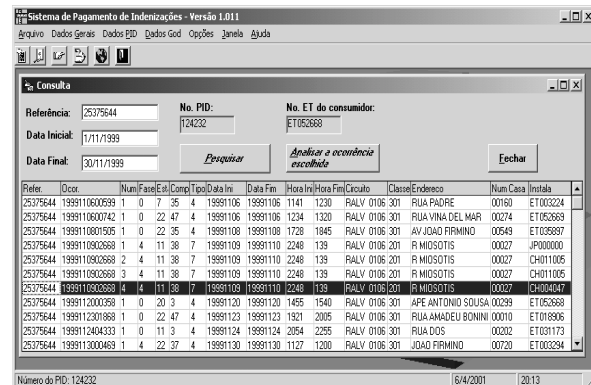 Sistema de Pagamento de Indenizações - Versão 1.011
Arquivo Dados Gerais Dados PID Dados God Opções Janela Ajuda
Consulta
Referência: 25375644 No. PID: No. ET do consumidor:
124232 ET052668
Data Inicial: 1/11/1999
Data Final: 30/11/1999 Pesquisar Analisar a ocorrência escolhida Fechar
Refer. Ocor. Num Fase Est Comp Tipo Data Ini Data Fim Hora Ini Hora Fim Circuito Classe Endereco Num Casa Instala
25375644 1999110600599 1 0 7 35 4 19991106 19991106 1141 1230 RALV 0106 301 RUA PADRE 00160 ET003224
25375644 1999110600742 1 0 22 47 4 19991106 19991106 1234 1320 RALV 0106 301 RUA VINA DEL MAR 00274 ET052669
25375644 1999110801505 1 0 22 35 4 19991108 19991108 1728 1845 RALV 0106 301 AV JOAO FIRMINO 00549 ET035897
25375644 1999110902668 1 4 11 38 7 19991109 19991110 2248 139 RALV 0106 201 R MIOSOTIS 00027 JP000000
25375644 1999110902668 2 4 11 38 7 19991109 19991110 2248 139 RALV 0106 201 R MIOSOTIS 00027 CH011005
25375644 1999110902668 3 4 11 38 7 19991109 19991110 2248 139 RALV 0106 201 R MIOSOTIS 00027 CH011005
25375644 1999110902668 4 4 11 38 7 19991109 19991110 2248 139 RALV 0106 201 R MIOSOTIS 00027 CH004047
25375644 1999112000358 1 0 20 3 4 19991120 19991120 1455 1540 RALV 0106 301 APE ANTONIO SOUSA 00299 ET052668
25375644 1999112301868 1 0 22 47 4 19991123 19991123 1921 2005 RALV 0106 301 RUA AMADEU BONINI 00010 ET018906
25375644 1999112404333 1 0 11 3 4 19991124 19991124 2054 2255 RALV 0106 301 RUA DOS 00202 ET031173
25375644 1999113000469 1 4 22 37 4 19991130 19991130 1127 1200 RALV 0106 301 JOAO FIRMINO 00720 ET003294
Número do PID: 124232 6/4/2001 20:13